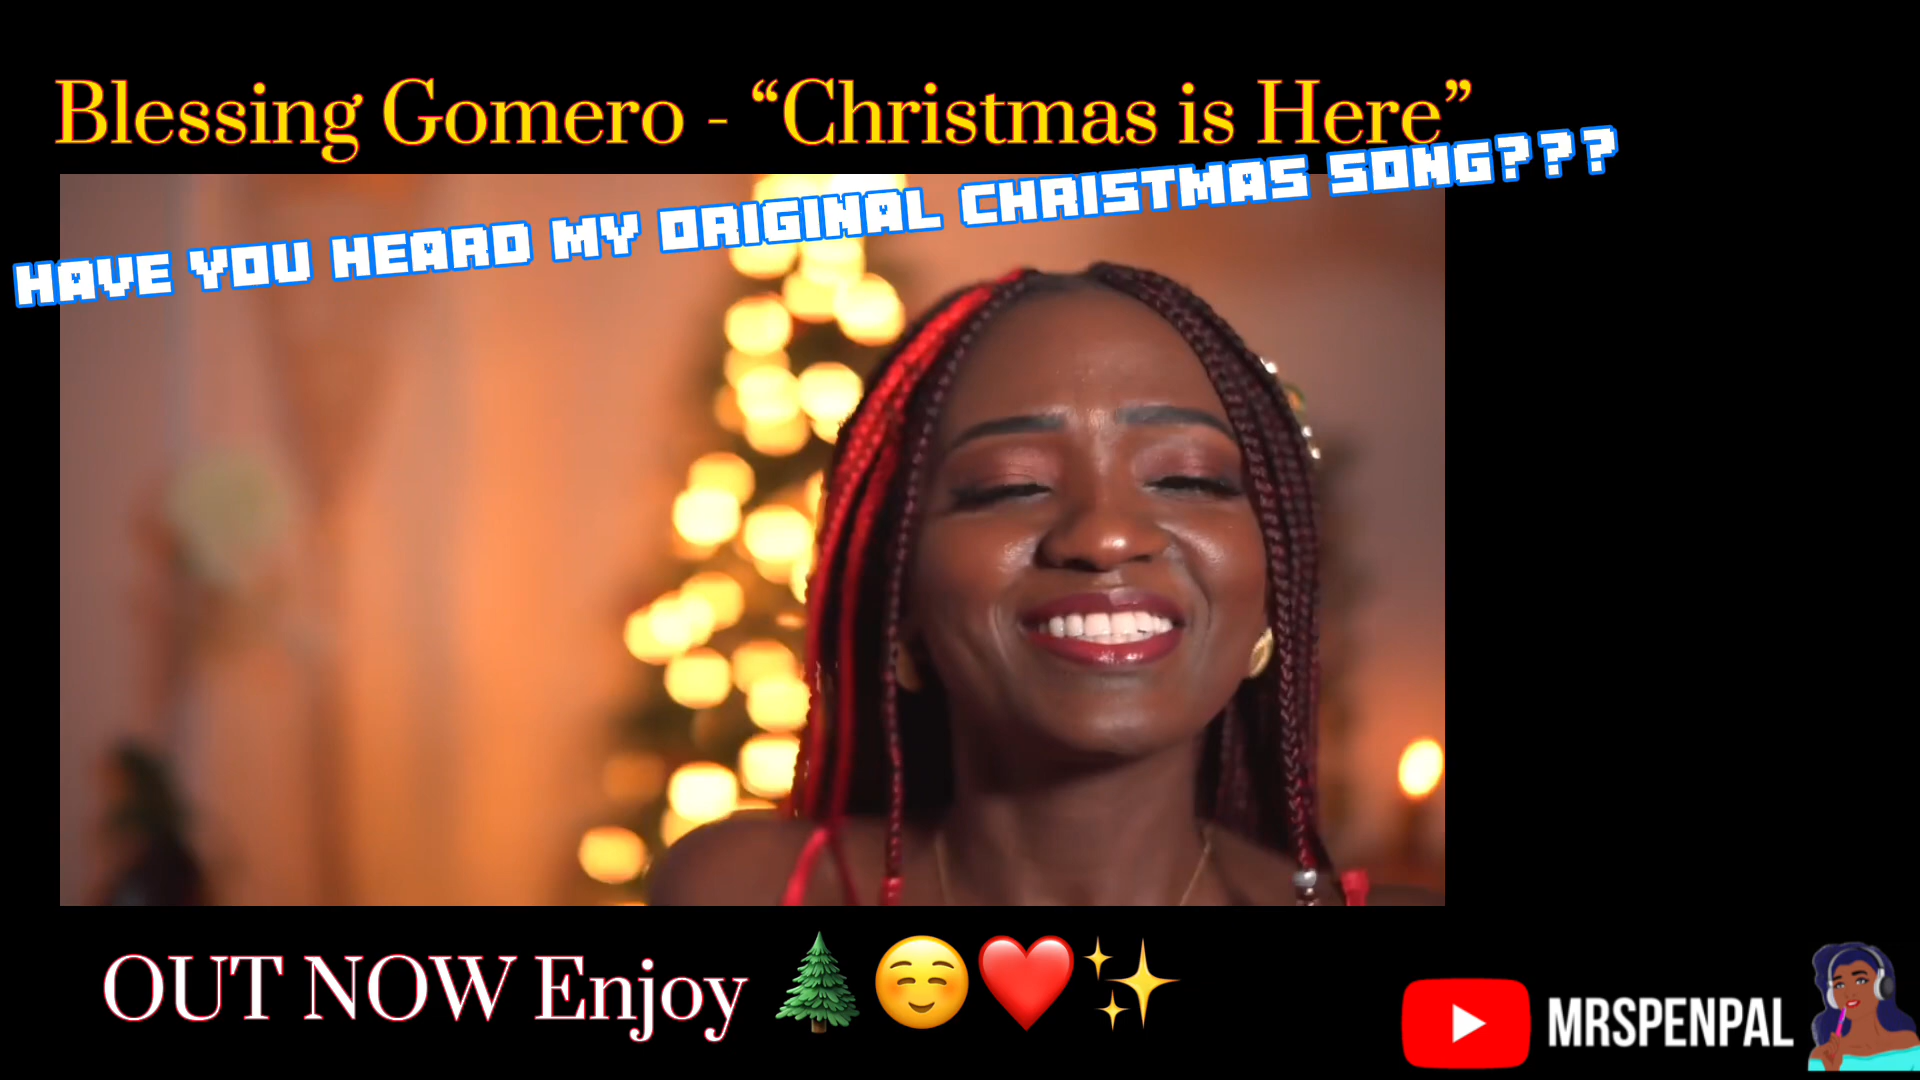 Blessing Gomero - “Christmas is Here”
HAVE YOU HEARD MY ORIGINAL CHRISTMAS SONG???
OUT NOW Enjoy 🌲☺️❤️✨
MRSPENPAL